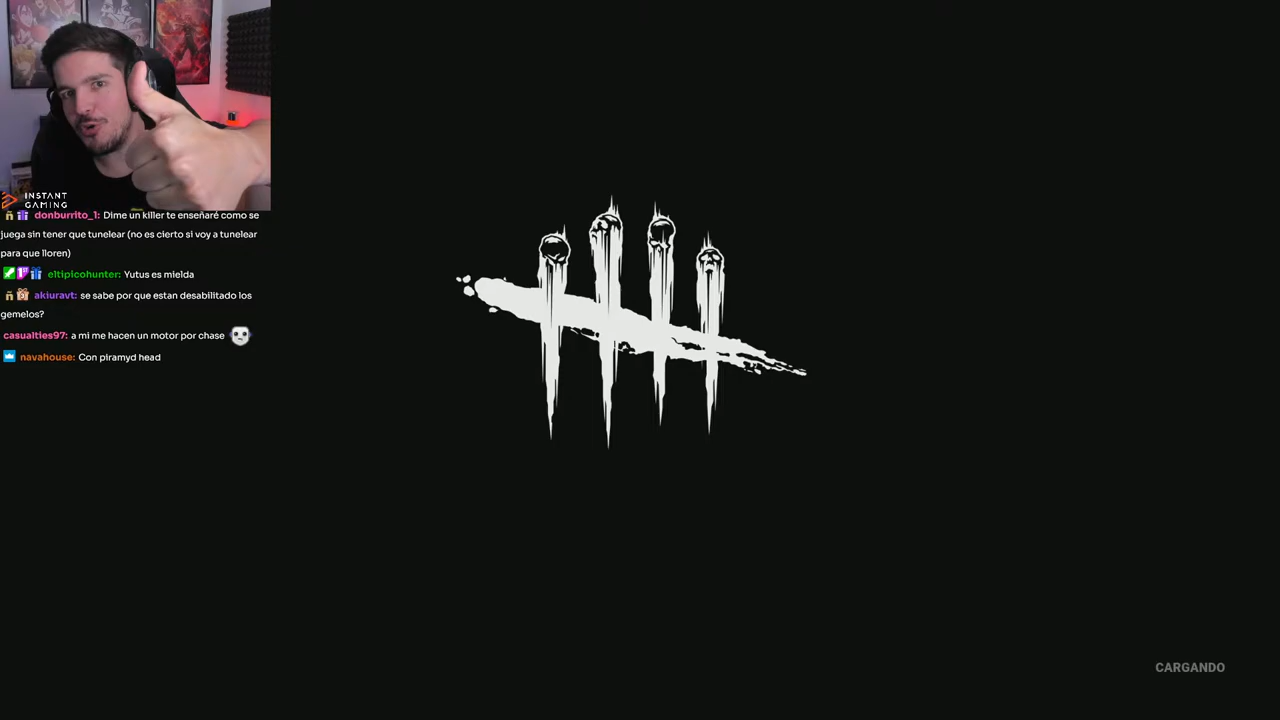 INSTANT
GAMING
donburrito_1: Dime un killer te enseñaré como se
juega sin tener que tunelear (no es cierto si voy a tunelear
para que lloren)
eltipicohunter: Yutus es mielda
akiuravt: se sabe por que estan desabilitado los
gemelos?
casualties97: a mi me hacen un motor por chase
navahouse: Con piramyd head
CARGANDO